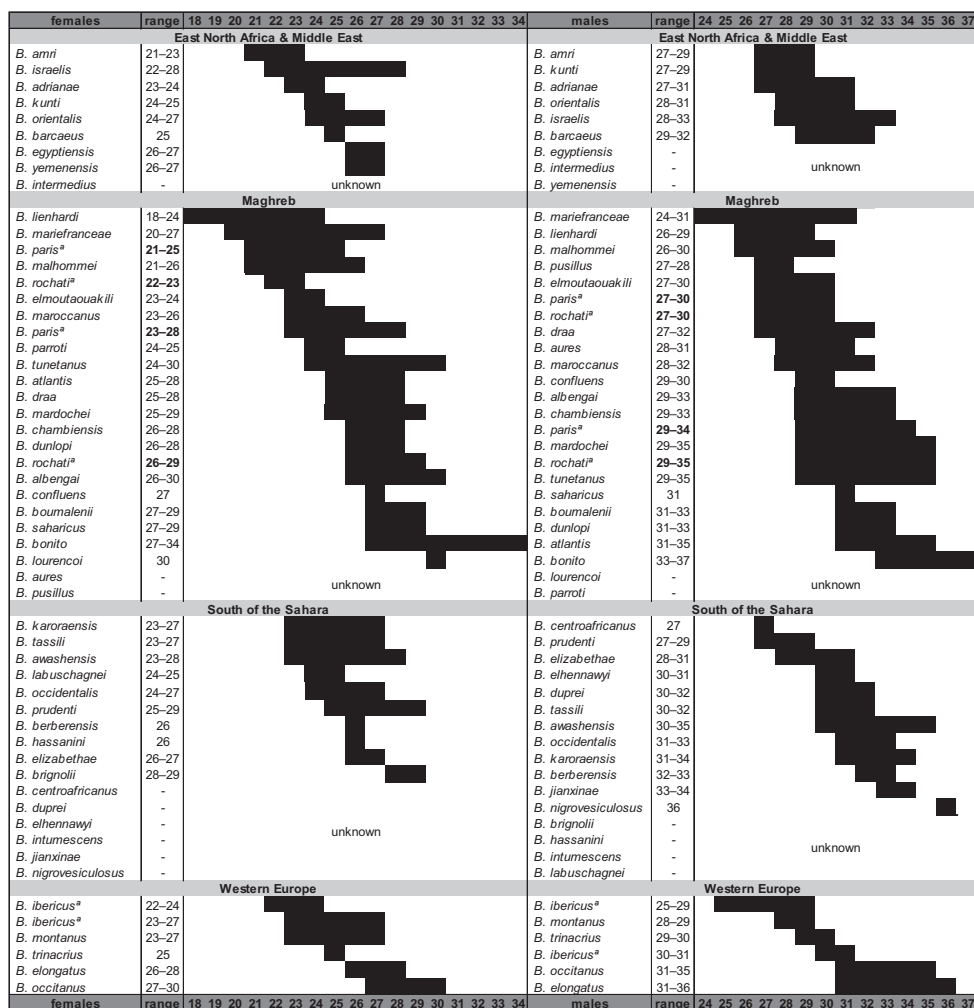 females range 18 19 20 21 22 23 24 25 26 27 28 29 30 31 32 33 34
East North Africa & Middle East
B. amri 21–23
B. israelis 22–28
B. adrianae 23–24
B. kunti 24–25
B. orientalis 24–27
B. barcaeus 25
B. egyptiensis 26–27
B. yemenensis 26–27
B. intermedius - unknown
Maghreb
B. lienhardi 18–24
B. mariefranceae 20–27
B. parisª 21–25
B. malhommei 21–26
B. rochatiª 22–23
B. elmoutaouakili 23–24
B. maroccanus 23–26
B. parisª 23–28
B. parroti 24–25
B. tunetanus 24–30
B. atlantis 25–28
B. draa 25–28
B. mardochei 25–29
B. chambiensis 26–28
B. dunlopi 26–28
B. rochatiª 26–29
B. albengai 26–30
B. confluens 27
B. boumalenii 27–29
B. saharicus 27–29
B. bonito 27–34
B. lourencoi 30
B. aures -
unknown
B. pusillus -
South of the Sahara
B. karoraensis 23–27
B. tassili 23–27
B. awashensis 23–28
B. labuschagnei 24–25
B. occidentalis 24–27
B. prudenti 25–29
B. berberensis 26
B. hassanini 26
B. elizabethae 26–27
B. brignolii 28–29
B. centroafricanus -
B. duprei -
B. elhennawyi -
unknown
B. intumescens -
B. jianxinae -
B. nigrovesiculosus -
Western Europe
B. ibericusª 22–24
B. ibericusª 23–27
B. montanus 23–27
B. trinacrius 25
B. elongatus 26–28
B. occitanus 27–30
females range 18 19 20 21 22 23 24 25 26 27 28 29 30 31 32 33 34
males range 24 25 26 27 28 29 30 31 32 33 34 35 36 37
East North Africa & Middle East
B. amri 27–29
B. kunti 27–29
B. adrianae 27–31
B. orientalis 28–31
B. israelis 28–33
B. barcaeus 29–32
B. egyptiensis -
B. intermedius - unknown
B. yemenensis -
Maghreb
B. mariefranceae 24–31
B. lienhardi 26–29
B. malhommei 26–30
B. pusillus 27–28
B. elmoutaouakili 27–30
B. parisª 27–30
B. rochatiª 27–30
B. draa 27–32
B. aures 28–31
B. maroccanus 28–32
B. confluens 29–30
B. albengai 29–33
B. chambiensis 29–33
B. parisª 29–34
B. mardochei 29–35
B. rochatiª 29–35
B. tunetanus 29–35
B. saharicus 31
B. boumalenii 31–33
B. dunlopi 31–33
B. atlantis 31–35
B. bonito 33–37
B. lourencoi -
unknown
B. parroti -
South of the Sahara
B. centroafricanus 27
B. prudenti 27–29
B. elizabethae 28–31
B. elhennawyi 30–31
B. duprei 30–32
B. tassili 30–32
B. awashensis 30–35
B. occidentalis 31–33
B. karoraensis 31–34
B. berberensis 32–33
B. jianxinae 33–34
B. nigrovesiculosus 36
B. brignolii -
B. hassanini -
unknown
B. intumescens -
B. labuschagnei -
Western Europe
B. ibericusª 25–29
B. montanus 28–29
B. trinacrius 29–30
B. ibericusª 30–31
B. occitanus 31–35
B. elongatus 31–36
males range 24 25 26 27 28 29 30 31 32 33 34 35 36 37